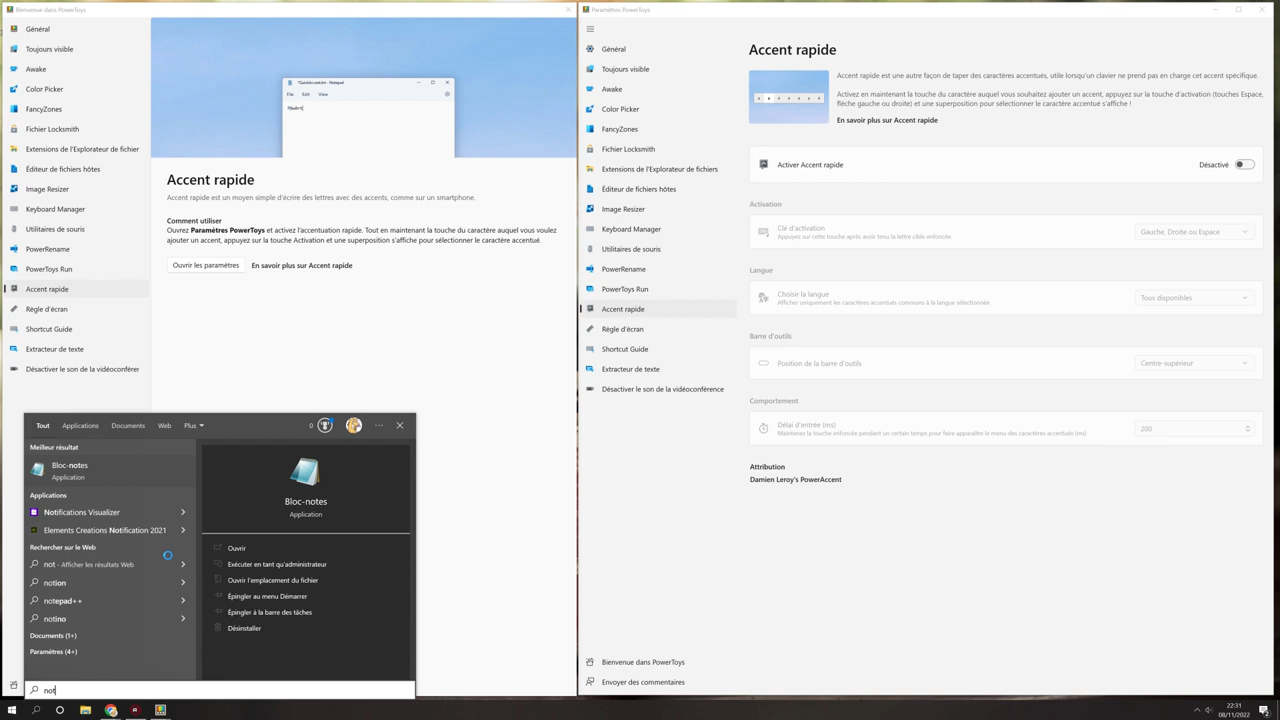 Bienvenue dans PowerToys
Général
Toujours visible
Awake
Color Picker
FancyZones
Fichier Locksmith
Extensions de l'Explorateur de fichier
Éditeur de fichiers hôtes
Image Resizer
Keyboard Manager
Utilitaires de souris
PowerRename
PowerToys Run
Accent rapide
Règle d'écran
Shortcut Guide
Extracteur de texte
Désactiver le son de la vidéoconférer
File Edit View
Accent rapide
Accent rapide est un moyen simple d'écrire des lettres avec des accents, comme sur un smartphone.
Comment utiliser
Ouvrez Paramètres PowerToys et activez l'accentuation rapide. Tout en maintenant la touche du caractère auquel vous voulez
ajouter un accent, appuyez sur la touche Activation et une superposition s'affiche pour sélectionner le caractère accentué.
Ouvrir les paramètres En savoir plus sur Accent rapide
Tout Applications Documents Web Plus 0
Meilleur résultat
Bloc-notes
Application
Applications
Notifications Visualizer
Elements Creations Notification 2021
Rechercher sur le Web
not - Afficher les résultats Web
notion
notepad++
notino
Documents (1+)
Paramètres (4+)
Bloc-notes
Application
Ouvrir
Exécuter en tant qu'administrateur
Ouvrir l'emplacement du fichier
Épingler au menu Démarrer
Épingler à la barre des tâches
Désinstaller
not
Paramètres PowerToys
Général
Toujours visible
Awake
Color Picker
FancyZones
Fichier Locksmith
Extensions de l'Explorateur de fichiers
Éditeur de fichiers hôtes
Image Resizer
Keyboard Manager
Utilitaires de souris
PowerRename
PowerToys Run
Accent rapide
Règle d'écran
Shortcut Guide
Extracteur de texte
Désactiver le son de la vidéoconférence
Bienvenue dans PowerToys
Envoyer des commentaires
Accent rapide
Accent rapide est une autre façon de taper des caractères accentués, utile lorsqu'un clavier ne prend pas en charge cet accent spécifique.
Activez en maintenant la touche du caractère auquel vous souhaitez ajouter un accent, appuyez sur la touche d'activation (touches Espace,
flèche gauche ou droite) et une superposition pour sélectionner le caractère accentué s'affiche !
En savoir plus sur Accent rapide
Activer Accent rapide Désactivé
Activation
Clé d'activation
Appuyez sur cette touche après avoir tenu la lettre cible enfoncée.
Gauche, Droite ou Espace
Langue
Choisir la langue
Afficher uniquement les caractères accentués communs à la langue sélectionnée
Tous disponibles
Barre d'outils
Position de la barre d'outils
Centre-supérieur
Comportement
Délai d'entrée (ms)
Maintenez la touche enfoncée pendant un certain temps pour faire apparaître le menu des caractères accentués (ms)
200
Attribution
Damien Leroy's PowerAccent
22:31
08/11/2022
2